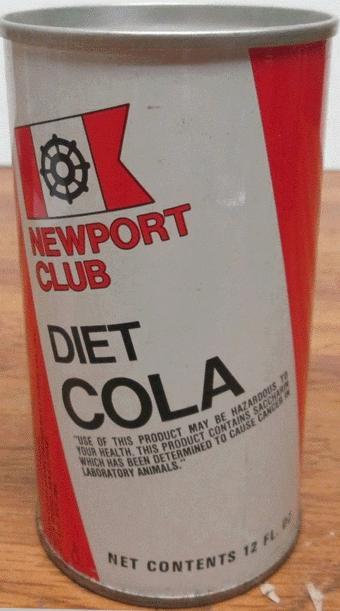 NEWPORT
CLUB
DIET
COLA
"USE OF THIS PRODUCT MAY BE HAZARDOUS TO
YOUR HEALTH. THIS PRODUCT CONTAINS SACCHARIN
WHICH HAS BEEN DETERMINED TO CAUSE CANCER IN
LABORATORY ANIMALS."
NET CONTENTS 12 FL. OZ.